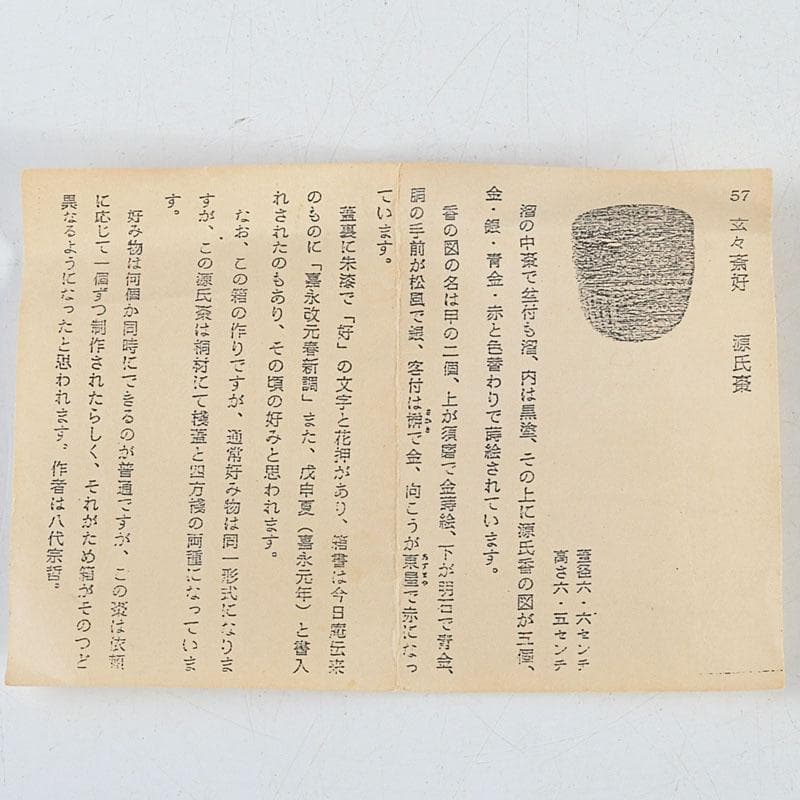 57 玄々斎好 源氏棗
蓋径六・六センチ
高さ六・五センチ
溜の中棗で盆付も溜、内は黒塗、その上に源氏香の図が五個、
金・銀・青金・赤と色替わりで蒔絵されています。
香の図の名は甲の二個、上が須磨で金蒔絵、下が明石で青金、
胴の手前が松風で銀、客付は で金、向こうが東屋で赤になっ
ています。
蓋裏に朱漆で「好」の文字と花押があり、箱書は今日庵伝来
のものに「嘉永改元春新調」また、戊申夏（嘉永元年）と書入
れされたのもあり、その頃の好みと思われます。
なお、この箱の作りですが、通常好み物は同一形式になりま
すが、この源氏棗は桐材にて桟蓋と四方桟の両種になっていま
す。
好み物は何個か同時にできるのが普通ですが、この棗は依頼
に応じて一個ずつ制作されたらしく、それがため箱がそのつど
異なるようになったと思われます。作者は八代宗哲。